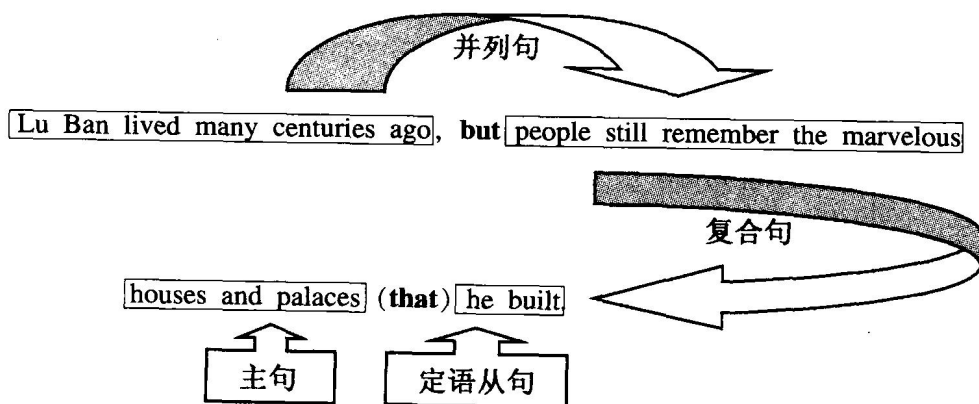 并列句
Lu Ban lived many centuries ago, but people still remember the marvelous
复合句
houses and palaces (that) he built.
主句
定语从句